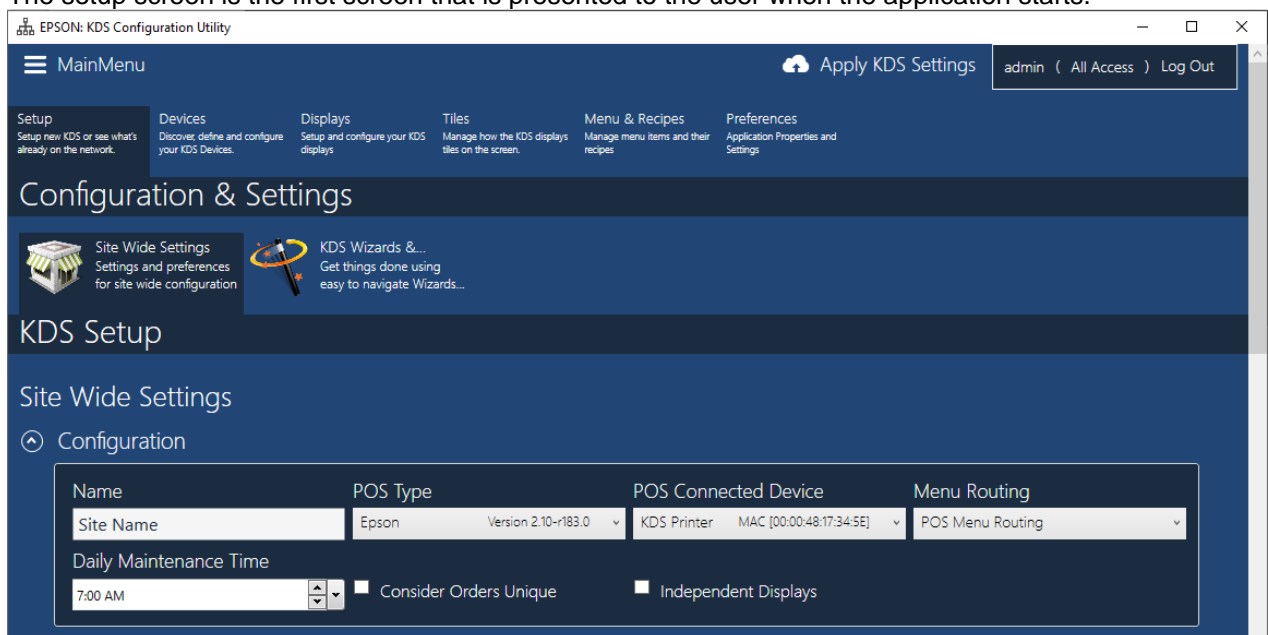 The setup screen is the first screen that is presented to the user when the application starts.
EPSON: KDS Configuration Utility
MainMenu
Apply KDS Settings
admin ( All Access ) Log Out
Setup
Setup new KDS or see what's
already on the network.
Devices
Discover, define and configure
your KDS Devices.
Displays
Setup and configure your KDS
displays
Tiles
Manage how the KDS displays
tiles on the screen.
Menu & Recipes
Manage menu items and their
recipes
Preferences
Application Properties and
Settings
Configuration & Settings
Site Wide Settings
Settings and preferences
for site wide configuration
KDS Wizards &...
Get things done using
easy to navigate Wizards...
KDS Setup
Site Wide Settings
Configuration
Name
Site Name
POS Type
Epson Version 2.10-r183.0
POS Connected Device
KDS Printer MAC [00:00:48:17:34:5E]
Menu Routing
POS Menu Routing
Daily Maintenance Time
7:00 AM
Consider Orders Unique
Independent Displays